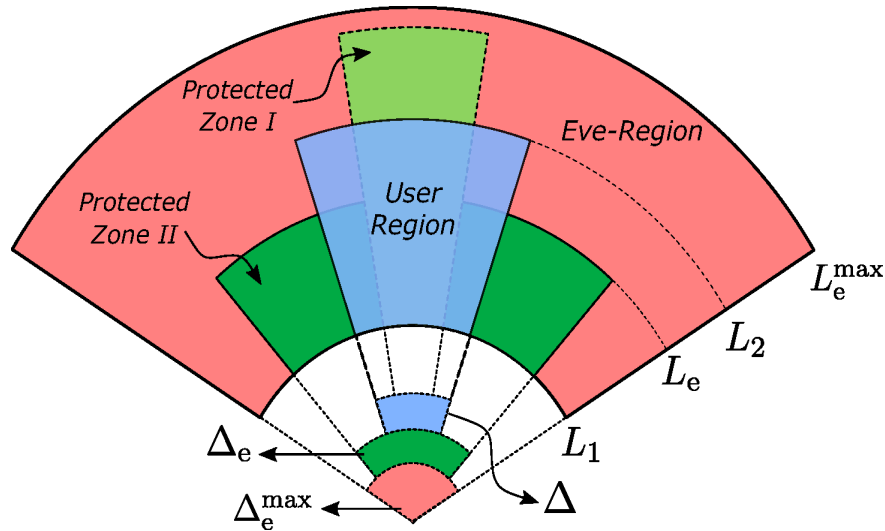 Protected
Zone I
Eve-Region
User
Region
Protected
Zone II
L_e^max
L_2
L_e
L_1
Δ_e
Δ
Δ_e^max